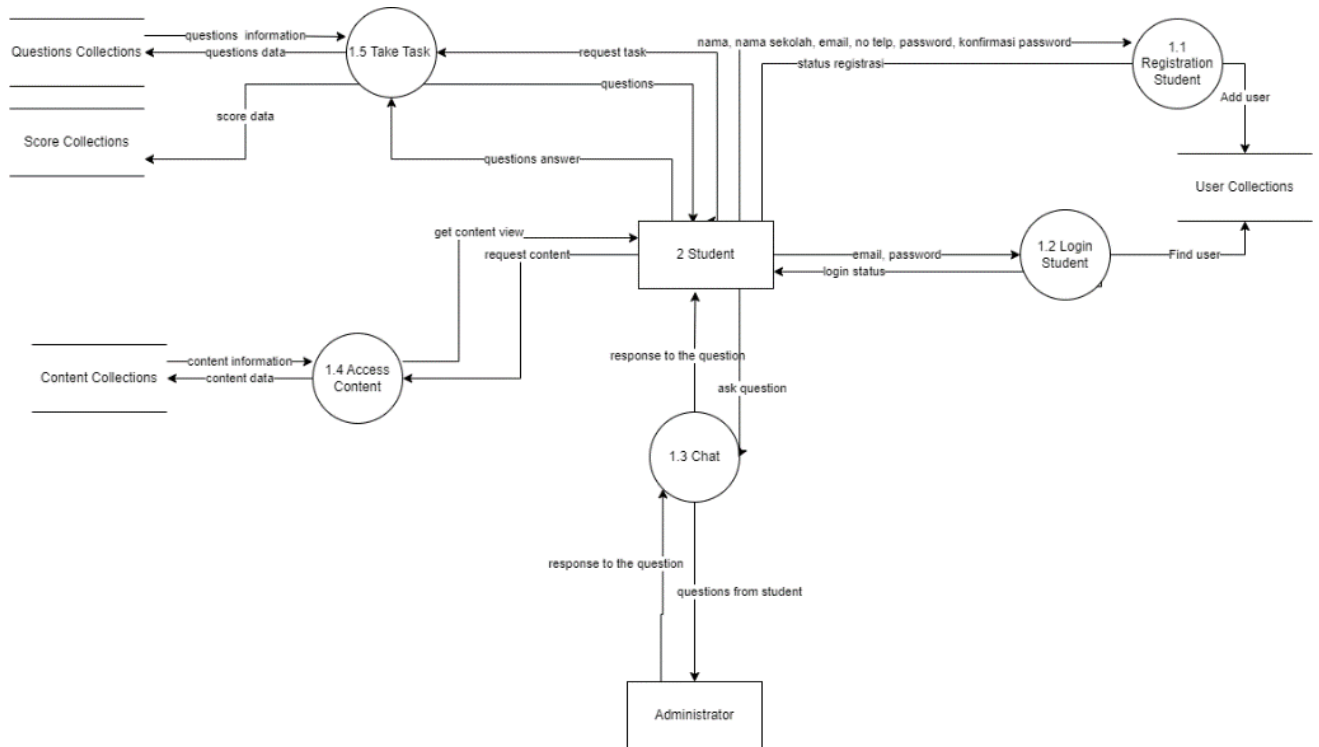 questions information
Questions Collections
questions data
1.5 Take Task
request task
nama, nama sekolah, email, no telp, password, konfirmasi password
status registrasi
1.1
Registration
Student
questions
Add user
score data
Score Collections
questions answer
User Collections
get content view
request content
2 Student
email, password
login status
1.2 Login
Student
Find user
content information
Content Collections
content data
1.4 Access
Content
response to the question
ask question
1.3 Chat
response to the question
questions from student
Administrator